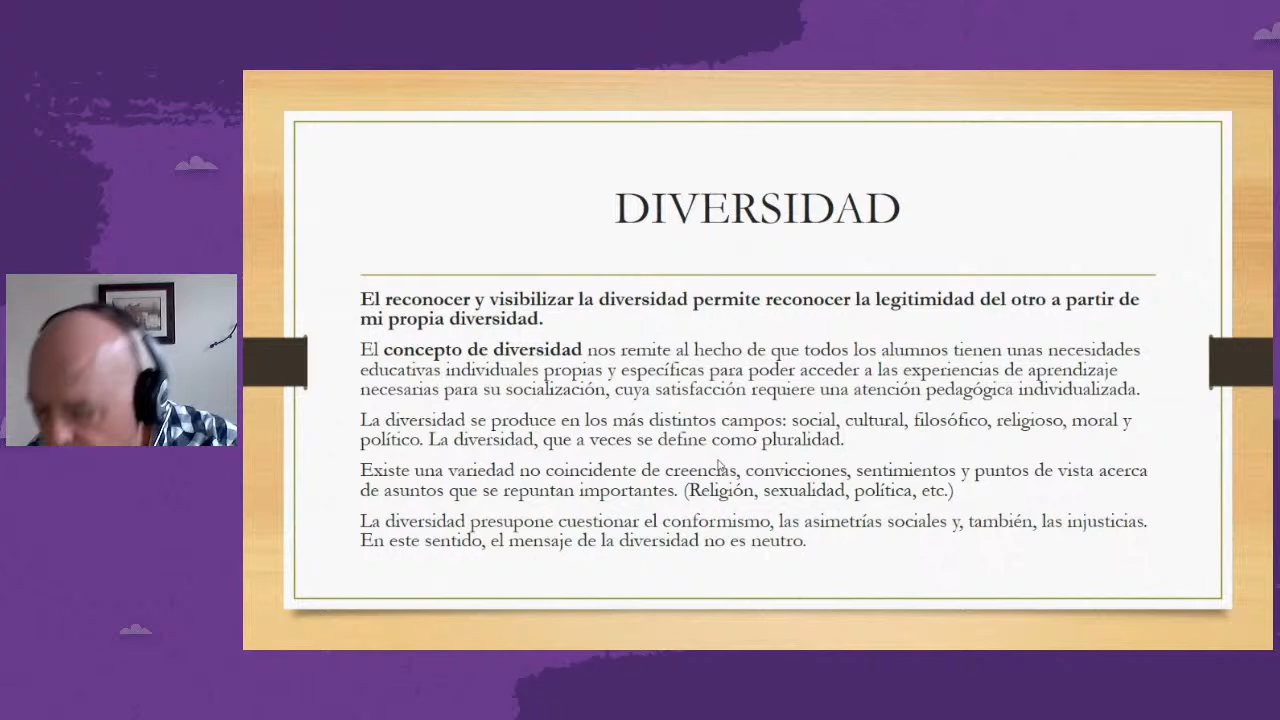 DIVERSIDAD
El reconocer y visibilizar la diversidad permite reconocer la legitimidad del otro a partir de
mi propia diversidad.
El concepto de diversidad nos remite al hecho de que todos los alumnos tienen unas necesidades
educativas individuales propias y específicas para poder acceder a las experiencias de aprendizaje
necesarias para su socialización, cuya satisfacción requiere una atención pedagógica individualizada.
La diversidad se produce en los más distintos campos: social, cultural, filosófico, religioso, moral y
político. La diversidad, que a veces se define como pluralidad.
Existe una variedad no coincidente de creencias, convicciones, sentimientos y puntos de vista acerca
de asuntos que se repuntan importantes. (Religión, sexualidad, política, etc.)
La diversidad presupone cuestionar el conformismo, las asimetrías sociales y, también, las injusticias.
En este sentido, el mensaje de la diversidad no es neutro.